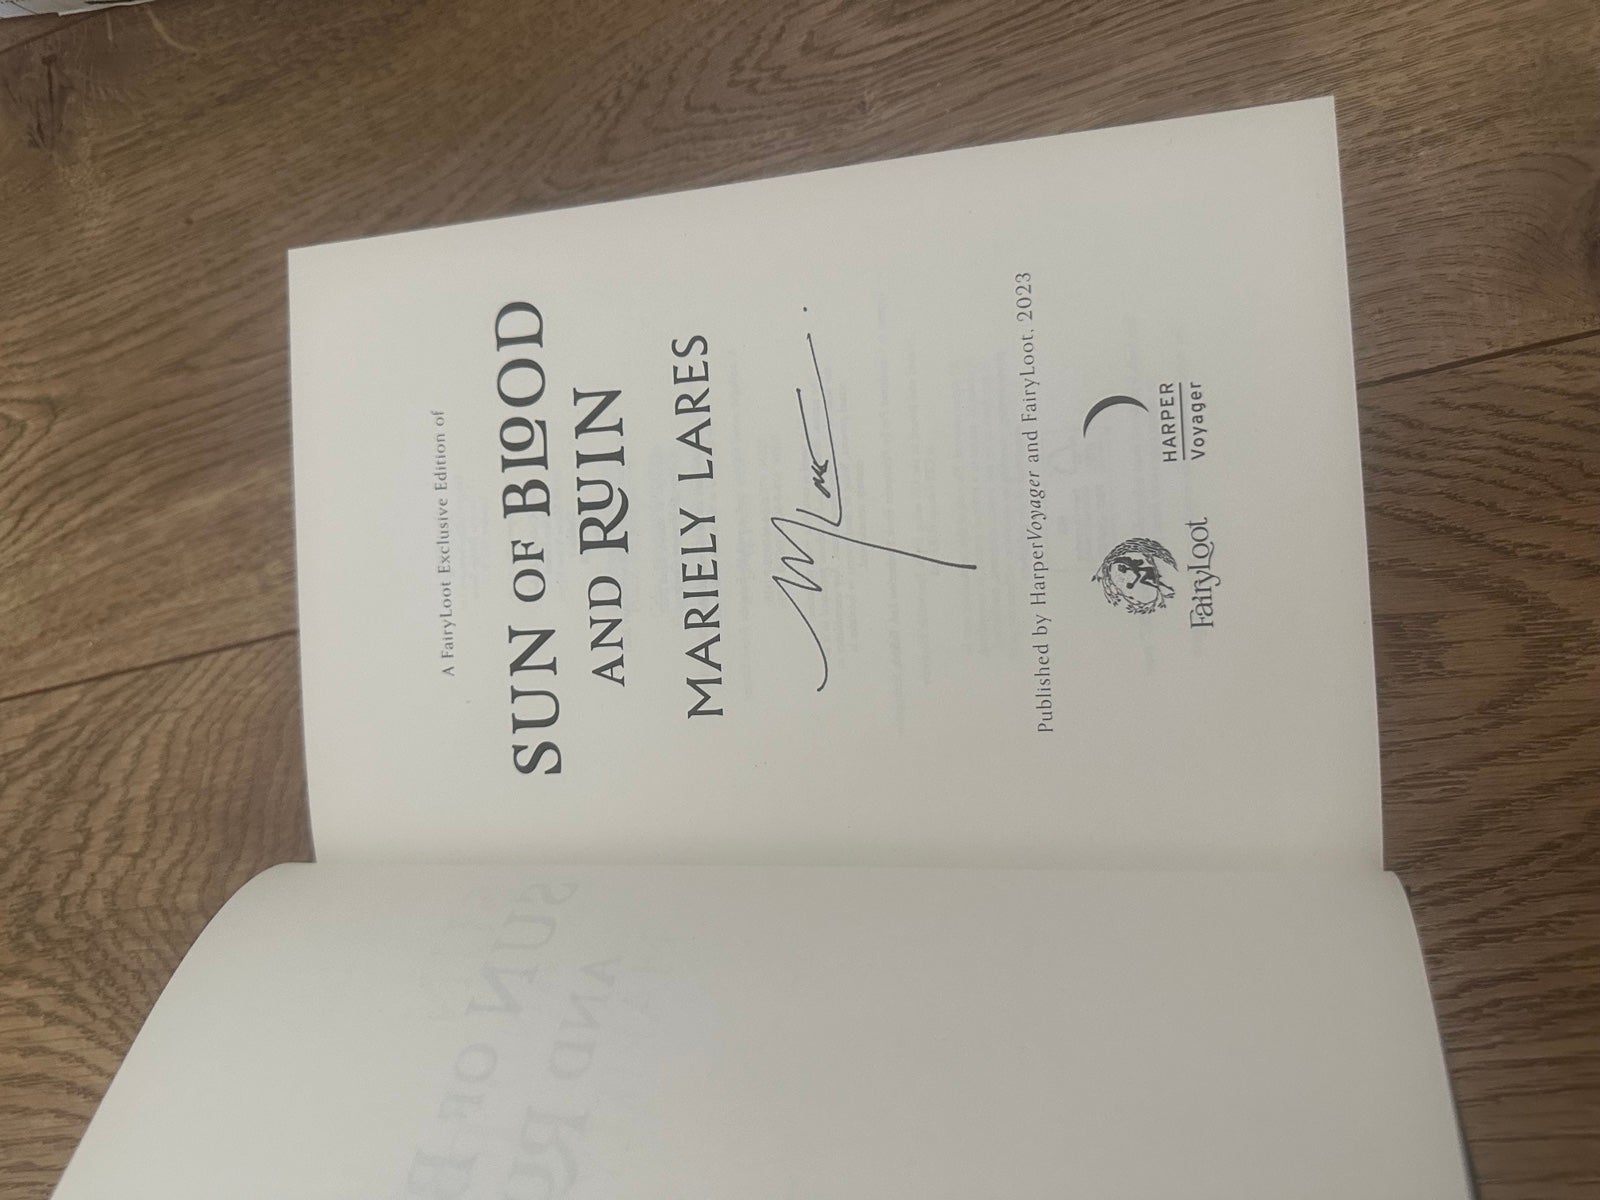 A FairyLoot Exclusive Edition of
SUN OF BLOOD
AND RUIN
MARIELY LARES
Published by HarperVoyager and FairyLoot, 2023
FairyLoot
HARPER
Voyager